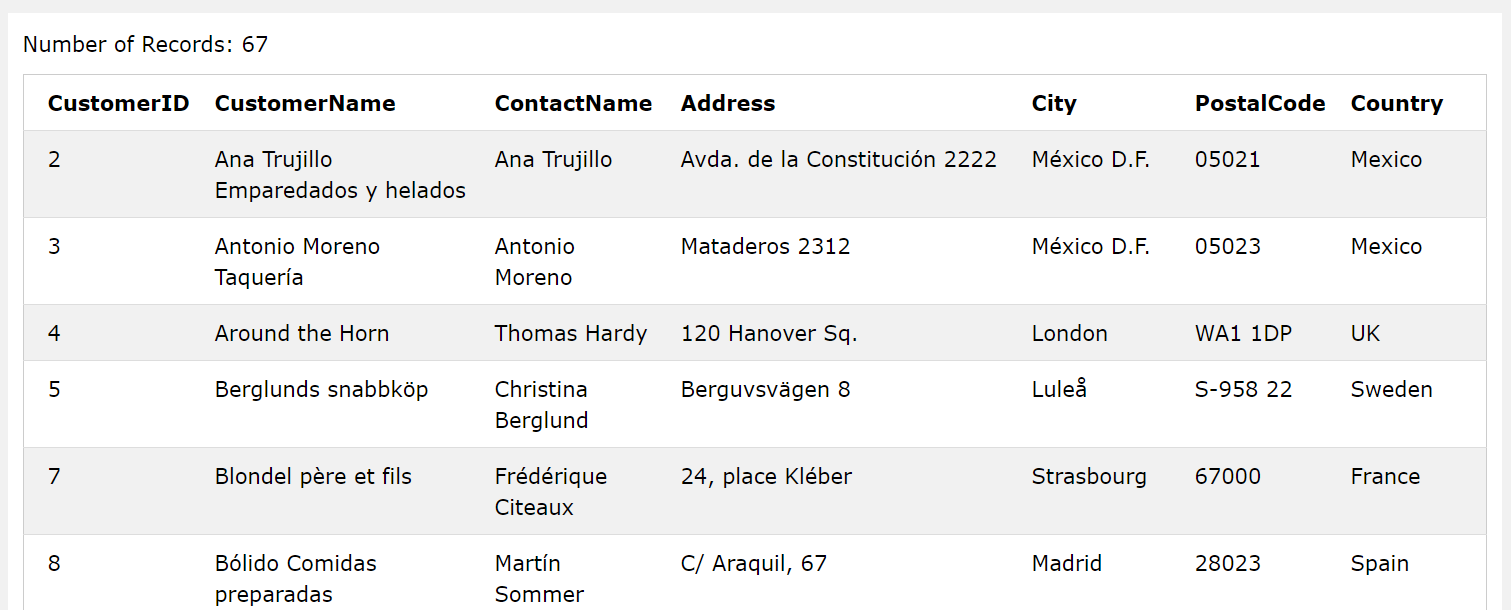 Number of Records: 67
CustomerID CustomerName ContactName Address City PostalCode Country
2 Ana Trujillo Ana Trujillo Avda. de la Constitución 2222 México D.F. 05021 Mexico
Emparedados y helados
3 Antonio Moreno Antonio Mataderos 2312 México D.F. 05023 Mexico
Taquería Moreno
4 Around the Horn Thomas Hardy 120 Hanover Sq. London WA1 1DP UK
5 Berglunds snabbköp Christina Berguvsvägen 8 Luleå S-958 22 Sweden
Berglund
7 Blondel père et fils Frédérique 24, place Kléber Strasbourg 67000 France
Citeaux
8 Bólido Comidas Martín C/ Araquil, 67 Madrid 28023 Spain
preparadas Sommer